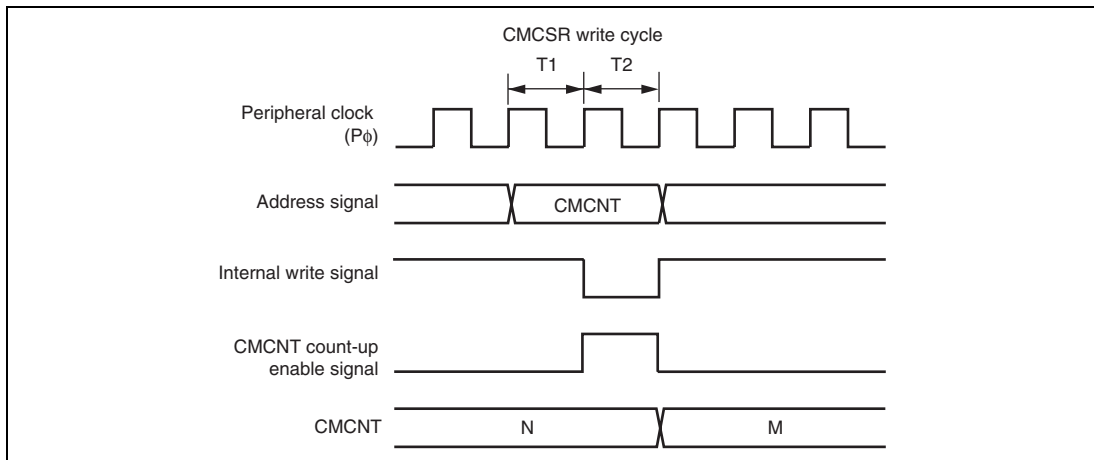 CMCSR write cycle
T1 T2
Peripheral clock
(Pϕ)
Address signal
CMCNT
Internal write signal
CMCNT count-up
enable signal
CMCNT
N
M